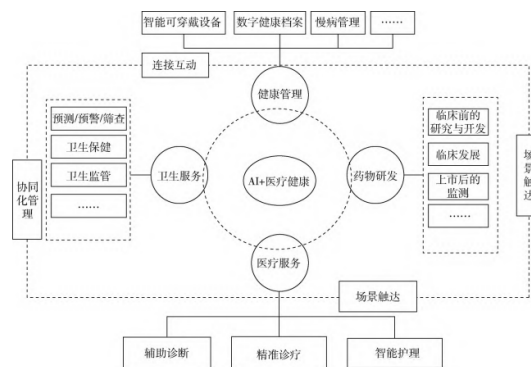 智能可穿戴设备
数字健康档案
慢病管理
……
连接互动
健康管理
预测/预警/筛查
卫生保健
卫生监管
……
协同
化管
理
卫生服务
AI+医疗健康
药物研发
临床前的
研究与开发
临床发展
上市后的
监测
……
场
景
触
达
医疗服务
场景触达
辅助诊断
精准诊疗
智能护理